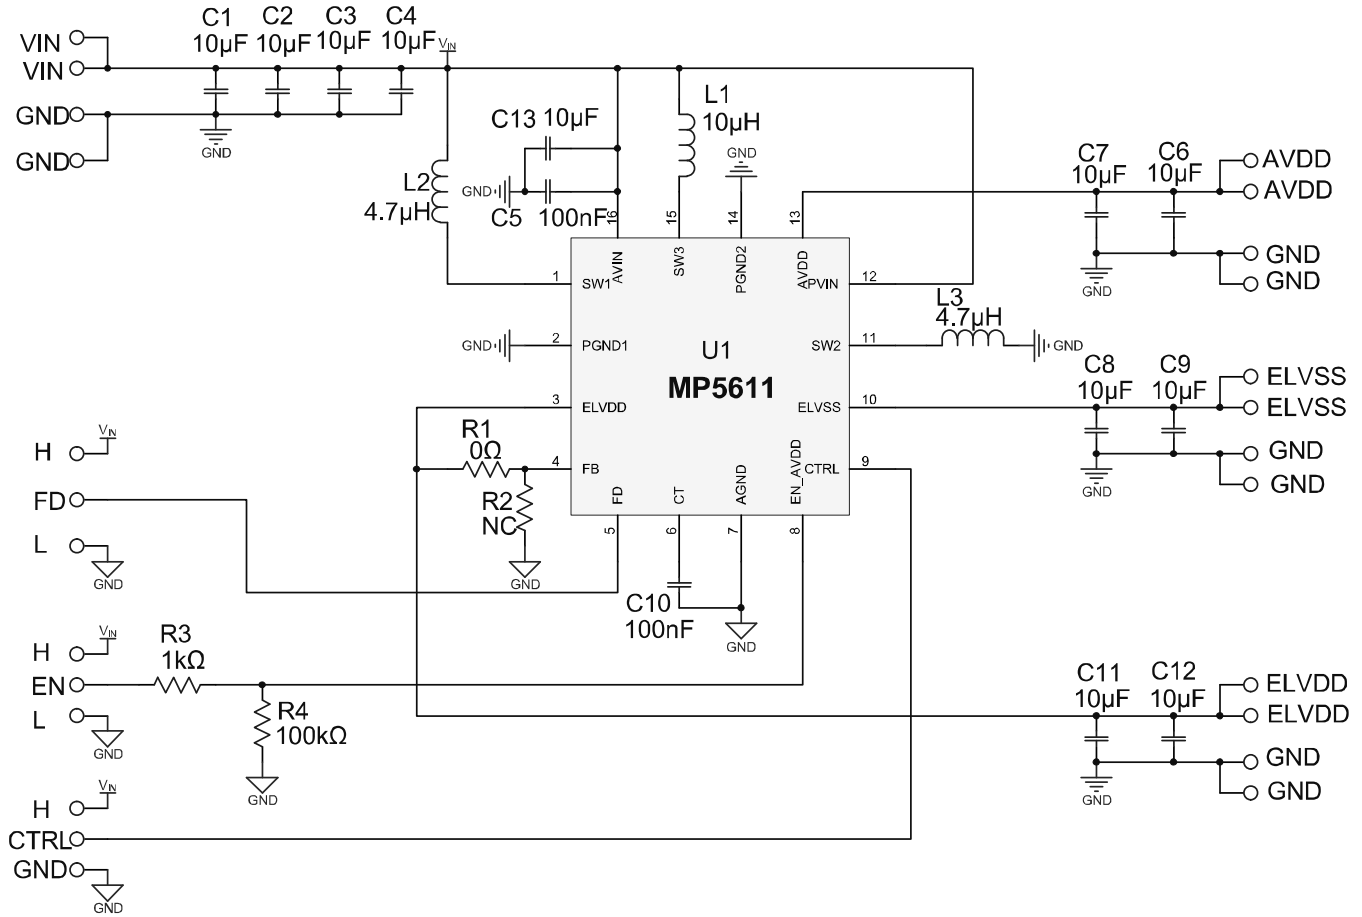 C1
10µF
C2
10µF
C3
10µF
C4
10µF
VIN
VIN
VIN
GND
GND
GND
C13
10µF
GND
C5
100nF
L1
10µH
GND
L2
4.7µH
16
15
14
13
AVIN
SW3
PGND2
AVDD
C7
10µF
C6
10µF
AVDD
AVDD
GND
GND
GND
1
SW1
APVIN
12
L3
4.7µH
GND
2
PGND1
SW2
11
GND
U1
MP5611
C8
10µF
C9
10µF
ELVSS
ELVSS
GND
GND
GND
3
ELVDD
ELVSS
10
R1
0Ω
4
FB
CTRL
9
R2
NC
GND
FD
CT
AGND
EN_AVDD
5
6
7
8
H
VIN
FD
L
GND
C10
100nF
GND
H
VIN
R3
1kΩ
EN
L
GND
R4
100kΩ
GND
C11
10µF
C12
10µF
ELVDD
ELVDD
GND
GND
GND
H
VIN
CTRL
GND
GND